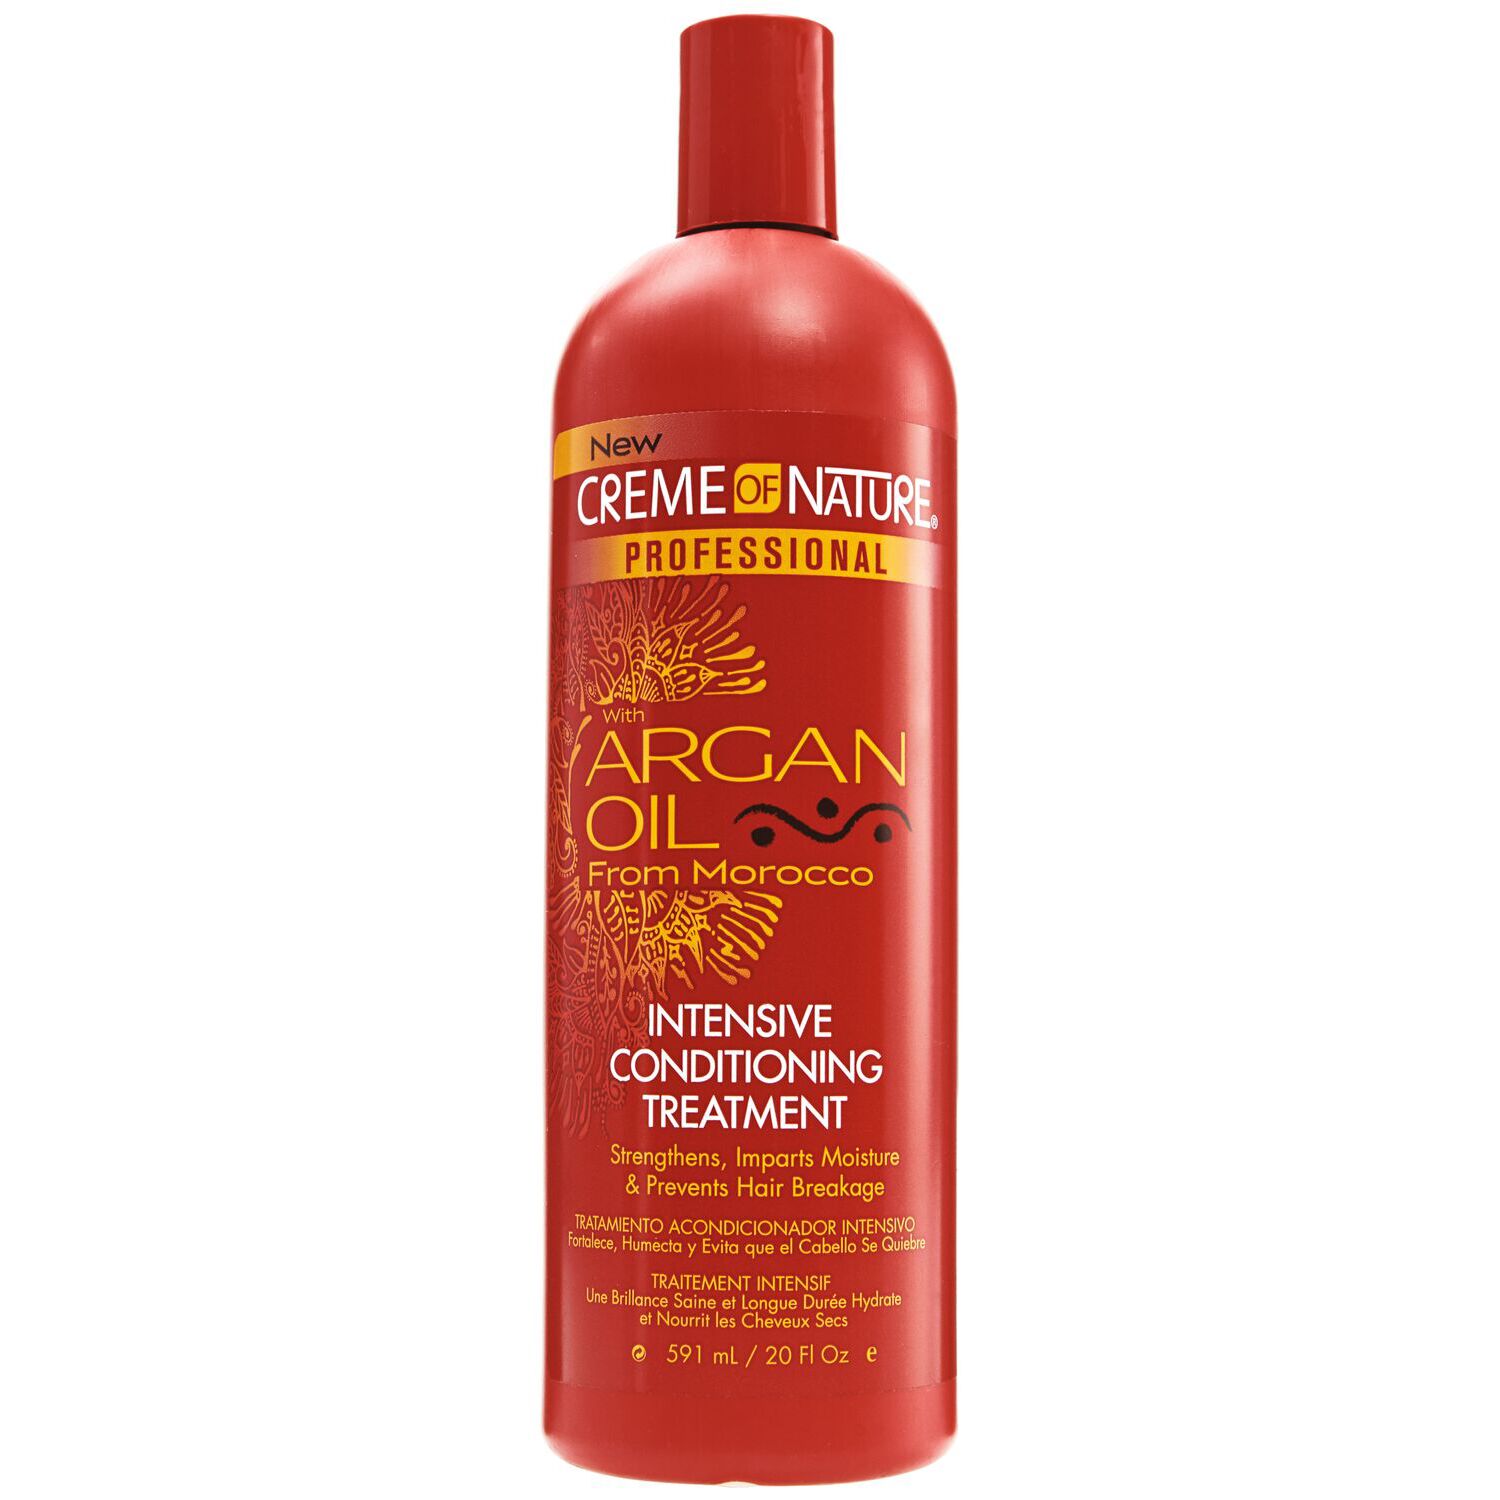 New
CREME OF NATURE®
PROFESSIONAL
With
ARGAN
OIL
From Morocco
INTENSIVE
CONDITIONING
TREATMENT
Strengthens, Imparts Moisture
& Prevents Hair Breakage
TRATAMIENTO ACONDICIONADOR INTENSIVO
Fortalece, Humecta y Evita que el Cabello Se Quiebre
TRAITEMENT INTENSIF
Une Brillance Saine et Longue Durée Hydrate
et Nourrit les Cheveux Secs
591 mL / 20 Fl Oz e